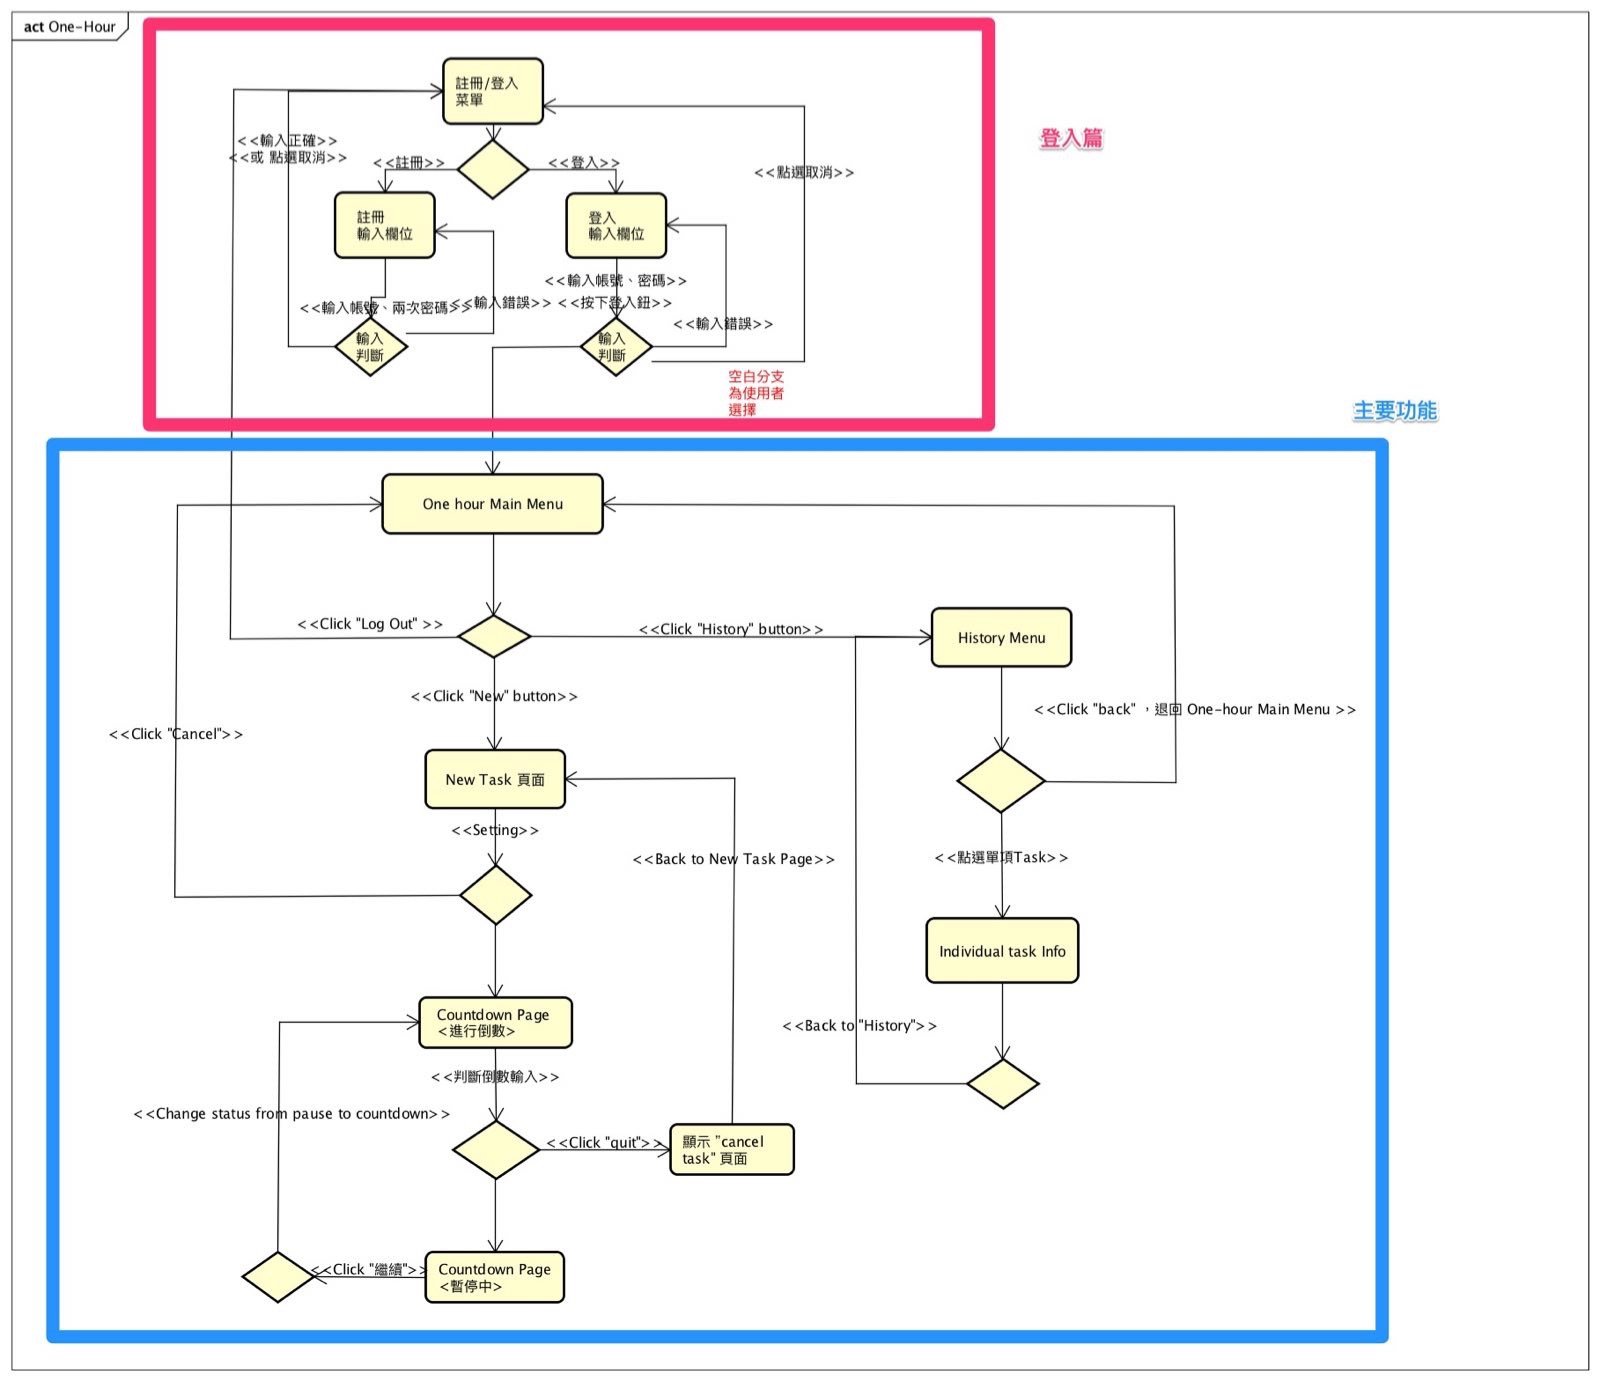 act One-Hour
註冊/登入
菜單
登入篇
<<輸入正確>>
<<或 點選取消>>
<<註冊>>
<<登入>>
<<點選取消>>
註冊
輸入欄位
登入
輸入欄位
<<輸入帳號、密碼>>
<<輸入帳號、兩次密碼>>
<<輸入錯誤>>
<<按下登入鈕>>
<<輸入錯誤>>
輸入
判斷
輸入
判斷
空白分支
為使用者
選擇
主要功能
One hour Main Menu
<<Click "Log Out" >>
<<Click "History" button>>
History Menu
<<Click "New" button>>
<<Click "back" ，退回 One-hour Main Menu >>
<<Click "Cancel">>
New Task 頁面
<<Setting>>
<<Back to New Task Page>>
<<點選單項Task>>
Individual task Info
Countdown Page
<進行倒數>
<<Back to "History">>
<<判斷倒數輸入>>
<<Change status from pause to countdown>>
<<Click "quit">>
顯示 "cancel
task" 頁面
<<Click "繼續">>
Countdown Page
<暫停中>